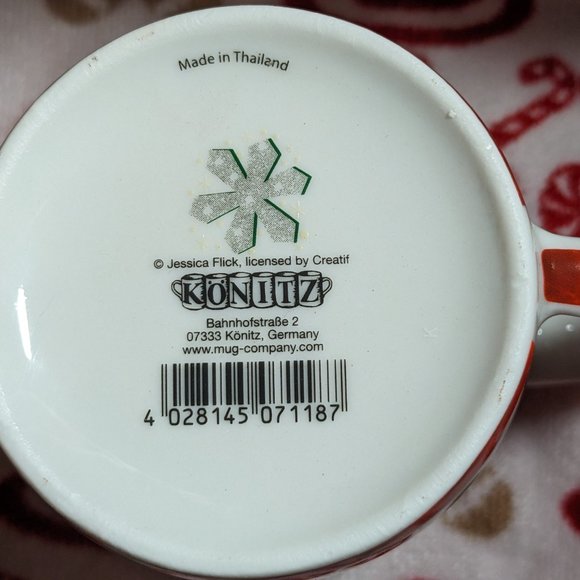 Made in Thailand
© Jessica Flick, licensed by Creatif
KÖNITZ
Bahnhofstraße 2
07333 Könitz, Germany
www.mug-company.com
4 028145 071187